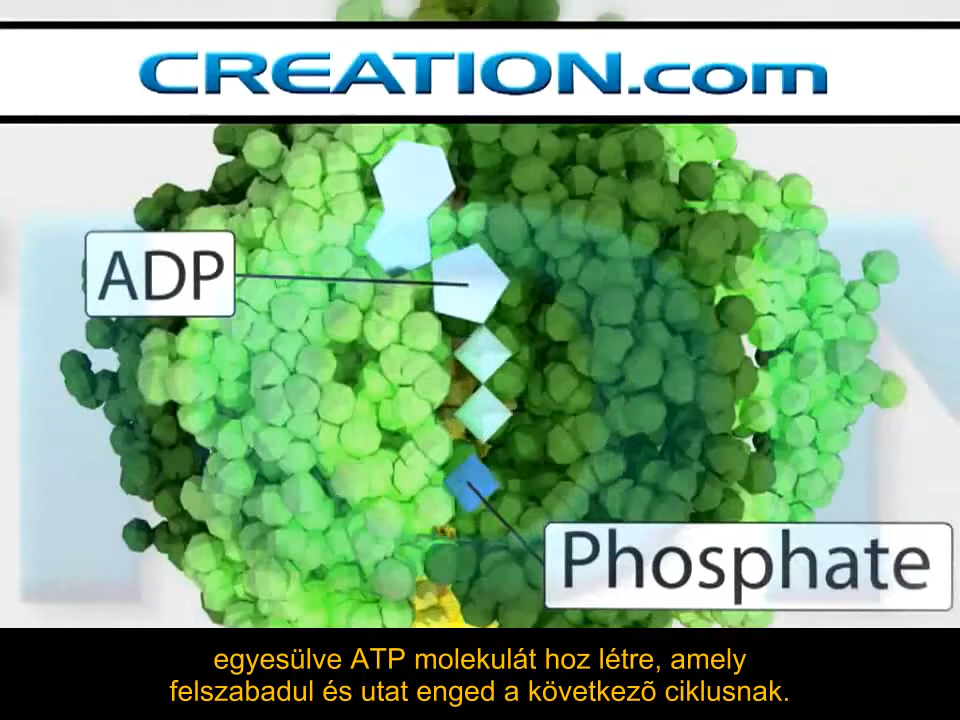 CREATION.com
ADP
Phosphate
egyesülve ATP molekulát hoz létre, amely
felszabadul és utat enged a következõ ciklusnak.